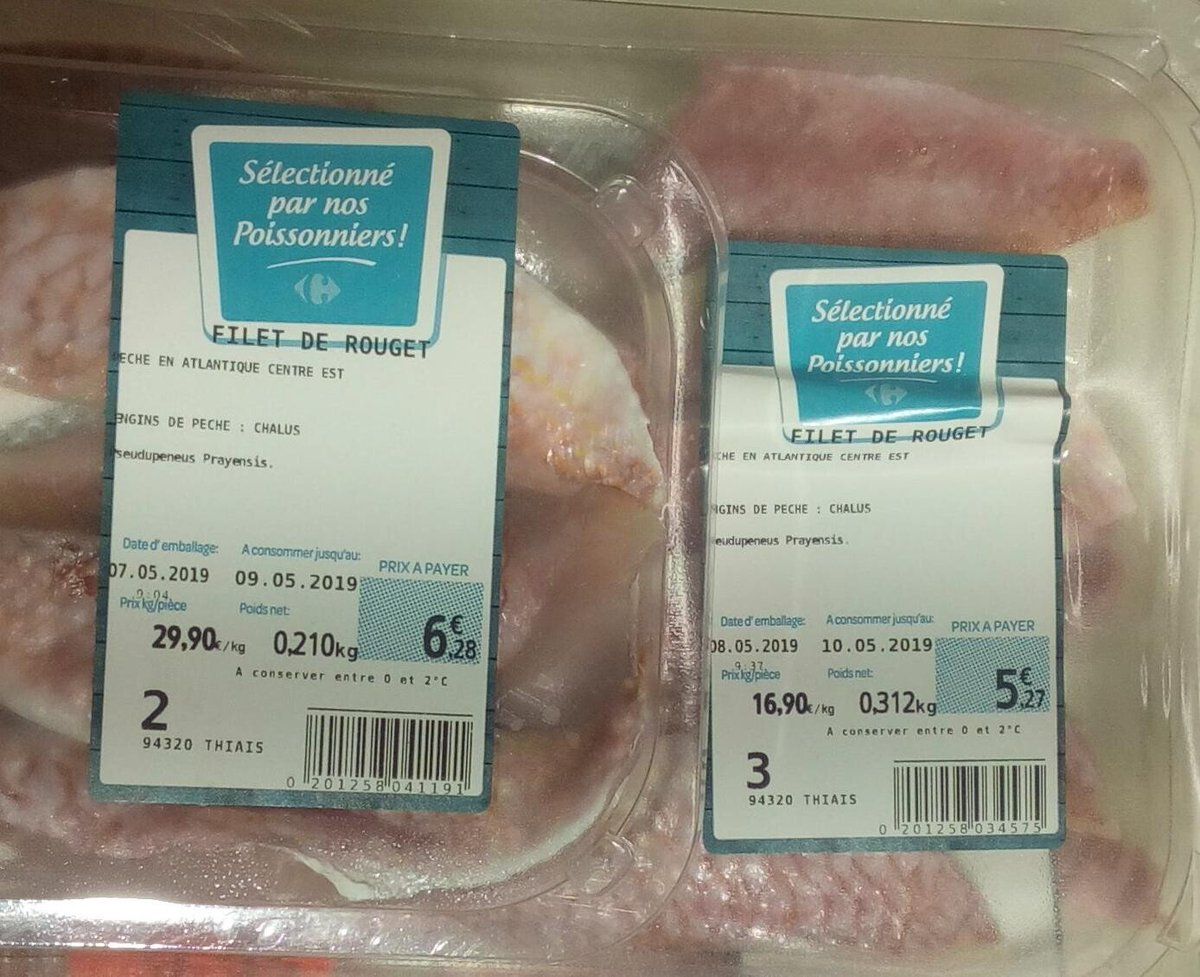 Sélectionné
par nos
Poissonniers!
FILET DE ROUGET
PECHE EN ATLANTIQUE CENTRE EST
ENGINS DE PECHE : CHALUS
Pseudupeneus Prayensis.
Date d'emballage: A consommer jusqu'au:
07.05.2019 09.05.2019 PRIX A PAYER
9:04
Prix kg/pièce Poids net:
29,90€/kg 0,210kg 6€,28
A conserver entre 0 et 2°C
2
94320 THIAIS
0 201258 041191
Sélectionné
par nos
Poissonniers!
FILET DE ROUGET
CHE EN ATLANTIQUE CENTRE EST
NGINS DE PECHE : CHALUS
eudupeneus Prayensis.
Date d'emballage: A consommer jusqu'au: PRIX A PAYER
08.05.2019 10.05.2019
9:37
Prix kg/pièce Poids net:
16,90€/kg 0,312kg 5€,27
A conserver entre 0 et 2°C
3
94320 THIAIS
0 201258 034575